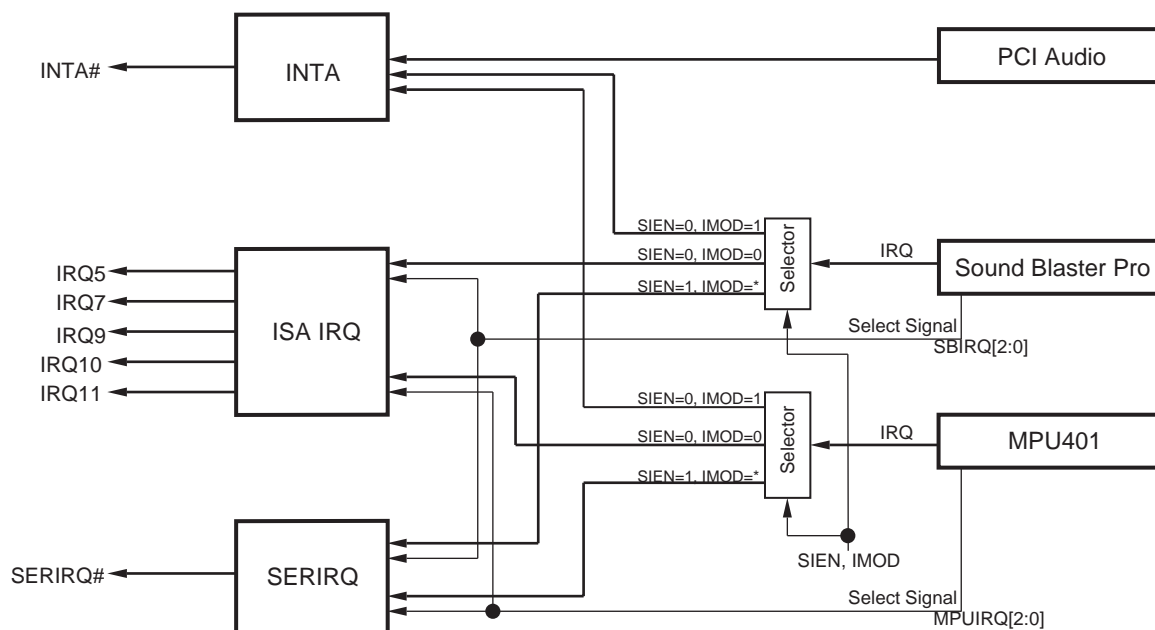 PCI Audio
INTA#
INTA
SIEN=0, IMOD=1
SIEN=0, IMOD=0
SIEN=1, IMOD=*
Selector
IRQ
Sound Blaster Pro
IRQ5
IRQ7
IRQ9
IRQ10
IRQ11
ISA IRQ
Select Signal
SBIRQ[2:0]
SIEN=0, IMOD=1
SIEN=0, IMOD=0
SIEN=1, IMOD=*
Selector
IRQ
MPU401
SIEN, IMOD
SERIRQ#
SERIRQ
Select Signal
MPUIRQ[2:0]